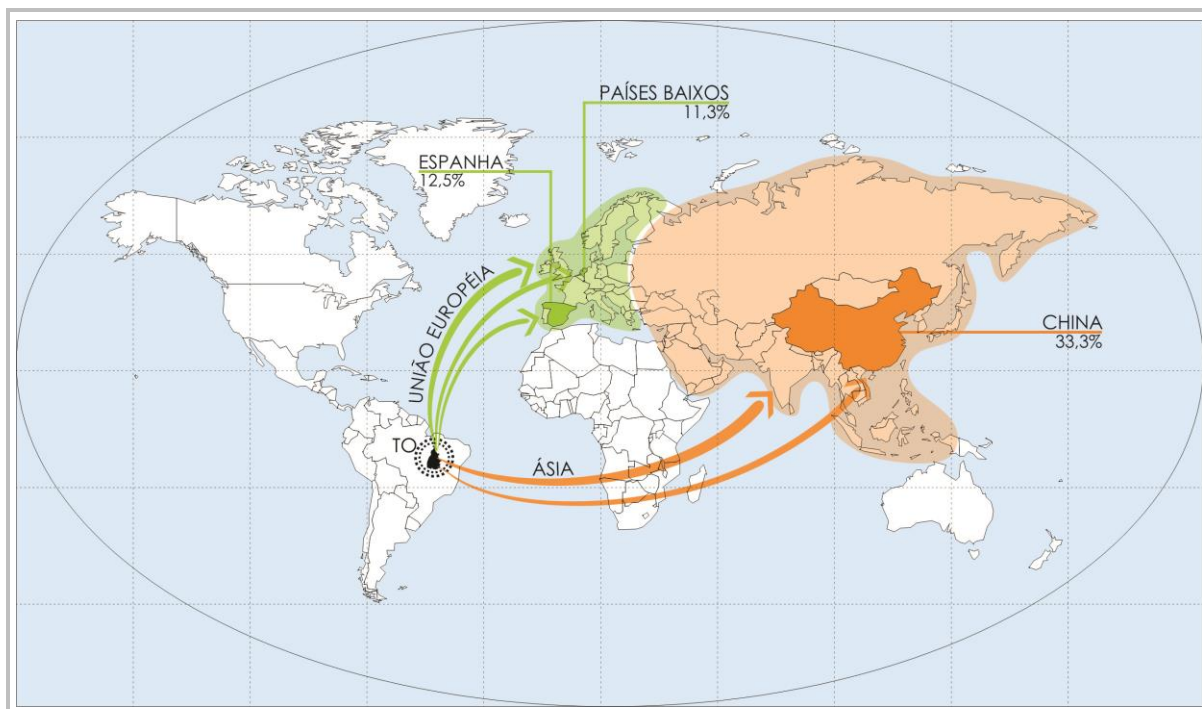 PAÍSES BAIXOS
11,3%
ESPANHA
12,5%
UNIÃO EUROPÉIA
CHINA
33,3%
TO
ÁSIA